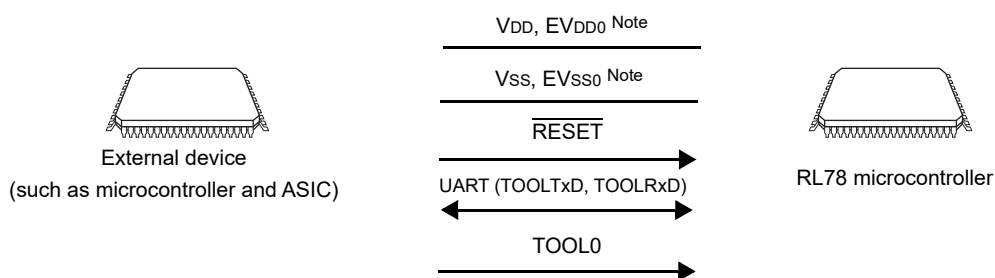 VDD, EVDD0 Note
VSS, EVSS0 Note
RESET
External device
(such as microcontroller and ASIC)
UART (TOOLTxD, TOOLRxD)
RL78 microcontroller
TOOL0